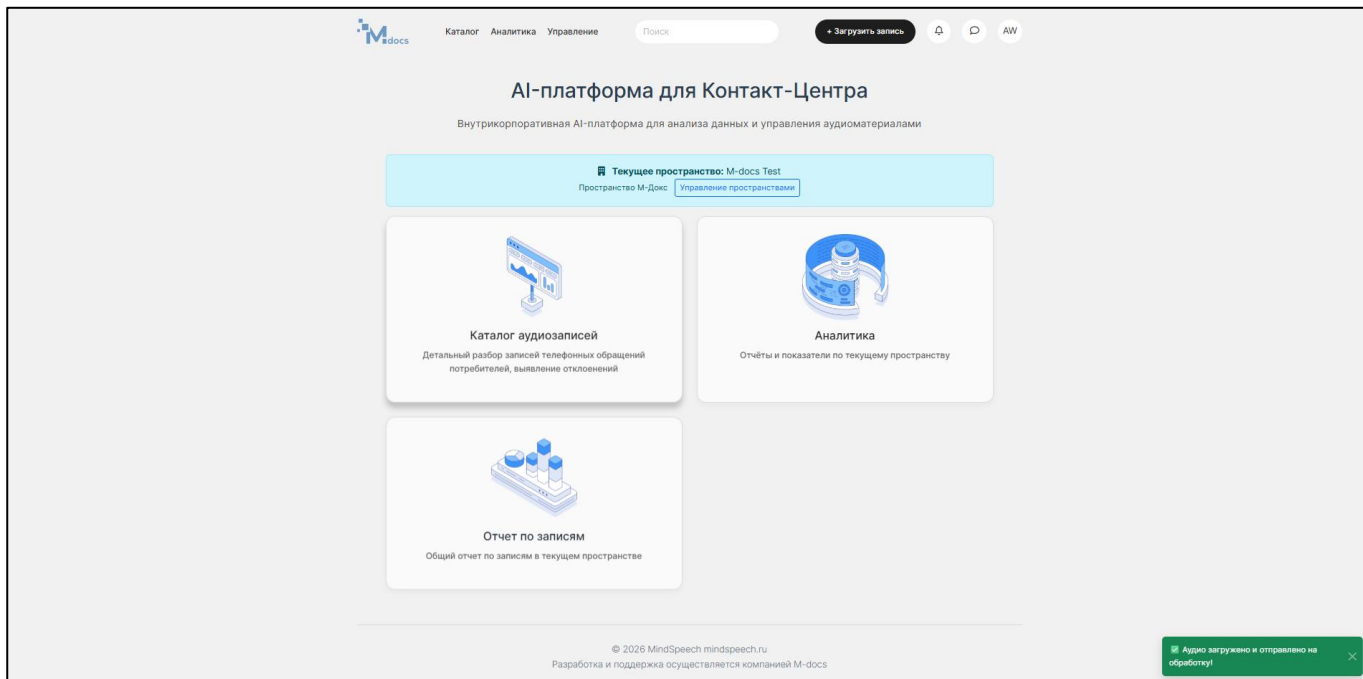 Mdocs
Каталог Аналитика Управление Поиск + Загрузить запись AW
AI-платформа для Контакт-Центра
Внутрикорпоративная AI-платформа для анализа данных и управления аудиоматериалами
Текущее пространство: M-docs Test
Пространство М-Докс Управление пространствами
Каталог аудиозаписей
Детальный разбор записей телефонных обращений
потребителей, выявление отклоенений
Аналитика
Отчёты и показатели по текущему пространству
Отчет по записям
Общий отчет по записям в текущем пространстве
© 2026 MindSpeech mindspeech.ru
Разработка и поддержка осуществляется компанией M-docs
✅ Аудио загружено и отправлено на
обработку!